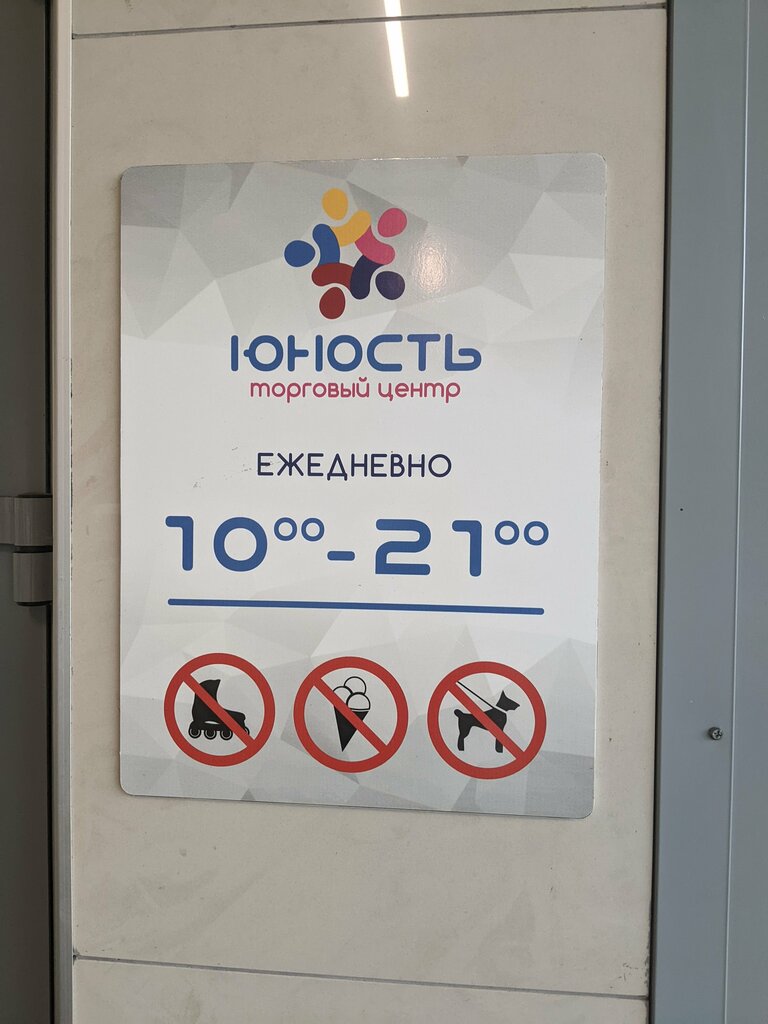 ЮНОСТЬ
торговый центр
ЕЖЕДНЕВНО
10⁰⁰-21⁰⁰